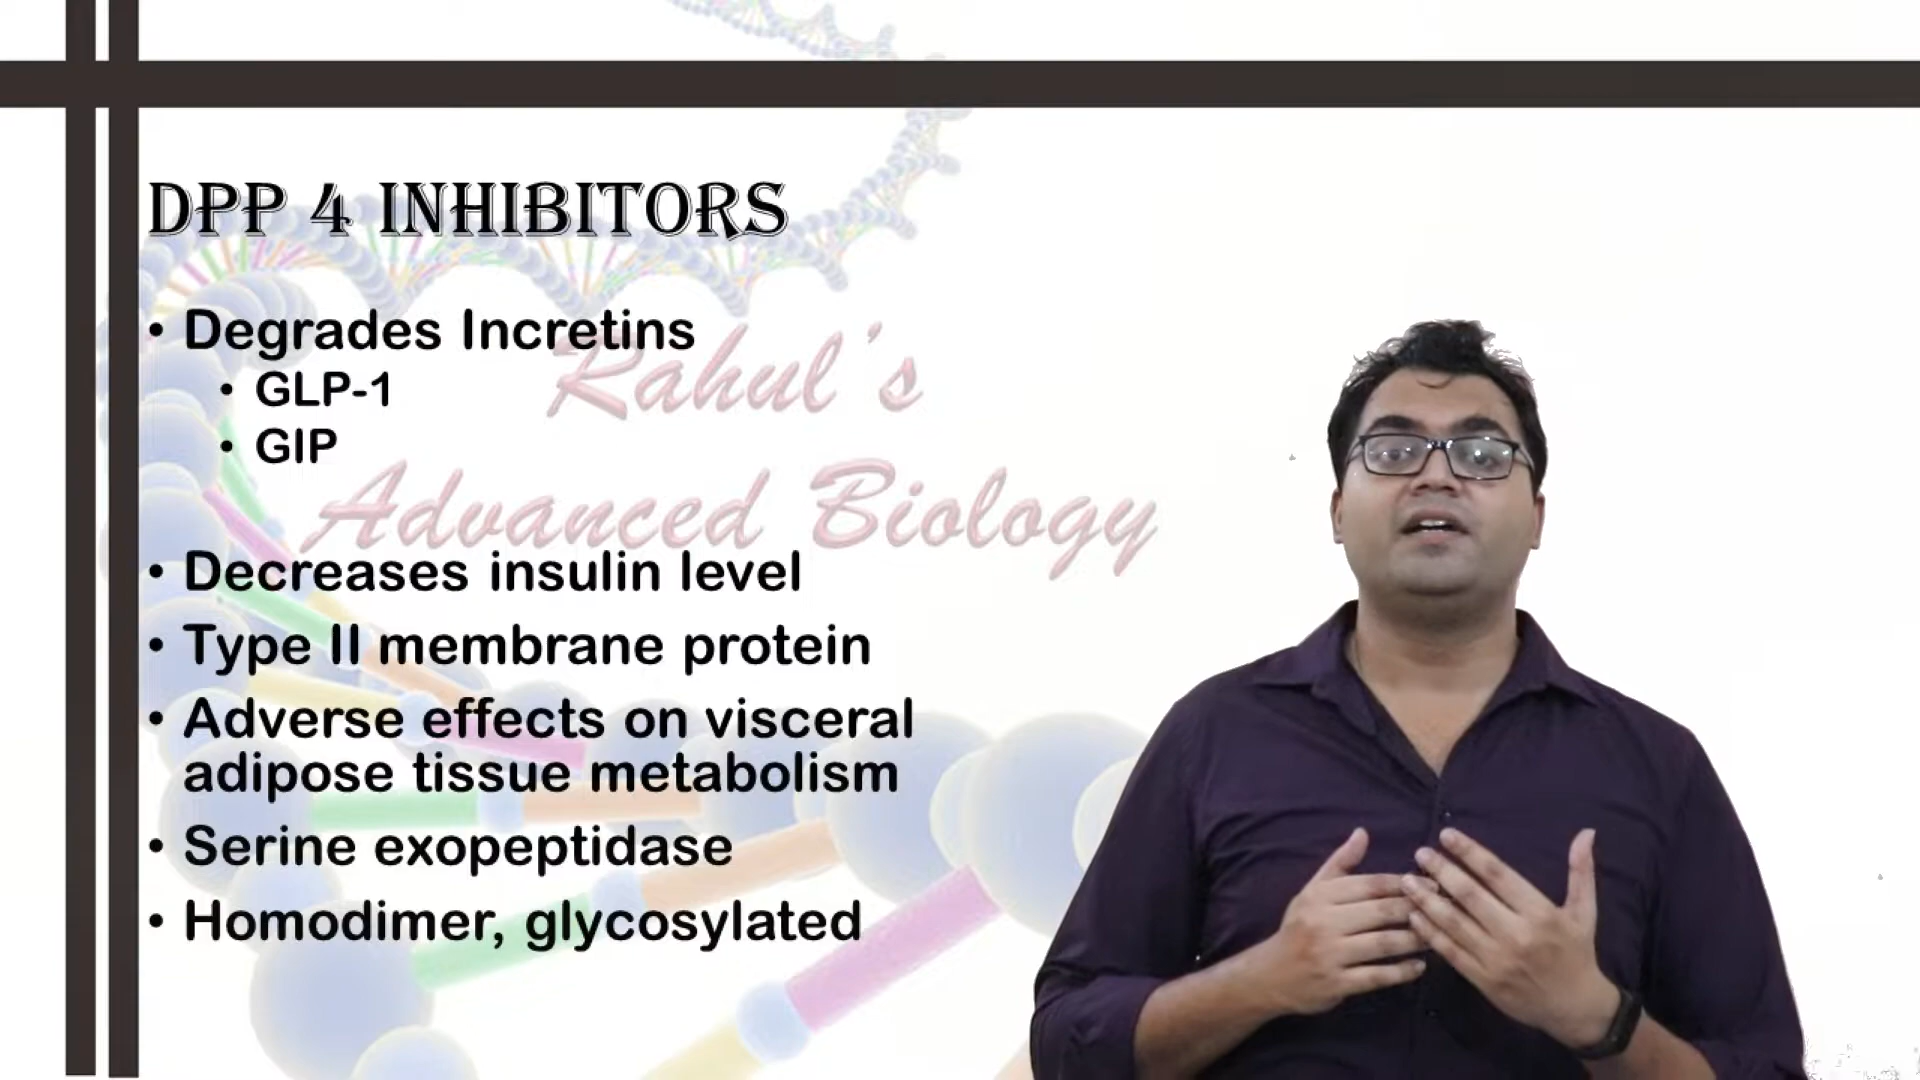 DPP 4 INHIBITORS
• Degrades Incretins
• GLP-1
• GIP
Rahul's
Advanced Biology
• Decreases insulin level
• Type II membrane protein
• Adverse effects on visceral
adipose tissue metabolism
• Serine exopeptidase
• Homodimer, glycosylated